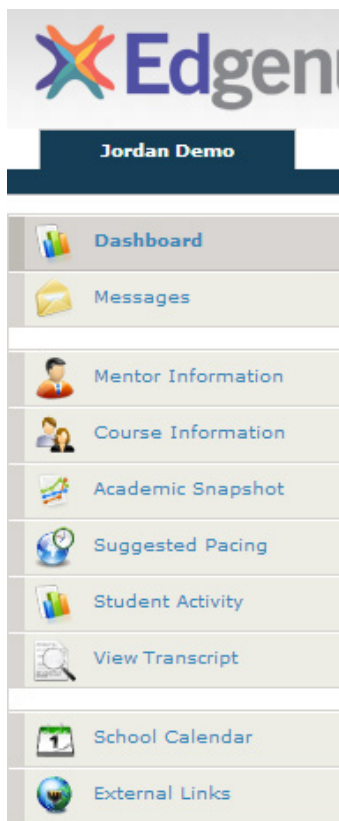 Edgenu
Jordan Demo
Dashboard
Messages
Mentor Information
Course Information
Academic Snapshot
Suggested Pacing
Student Activity
View Transcript
1
School Calendar
External Links